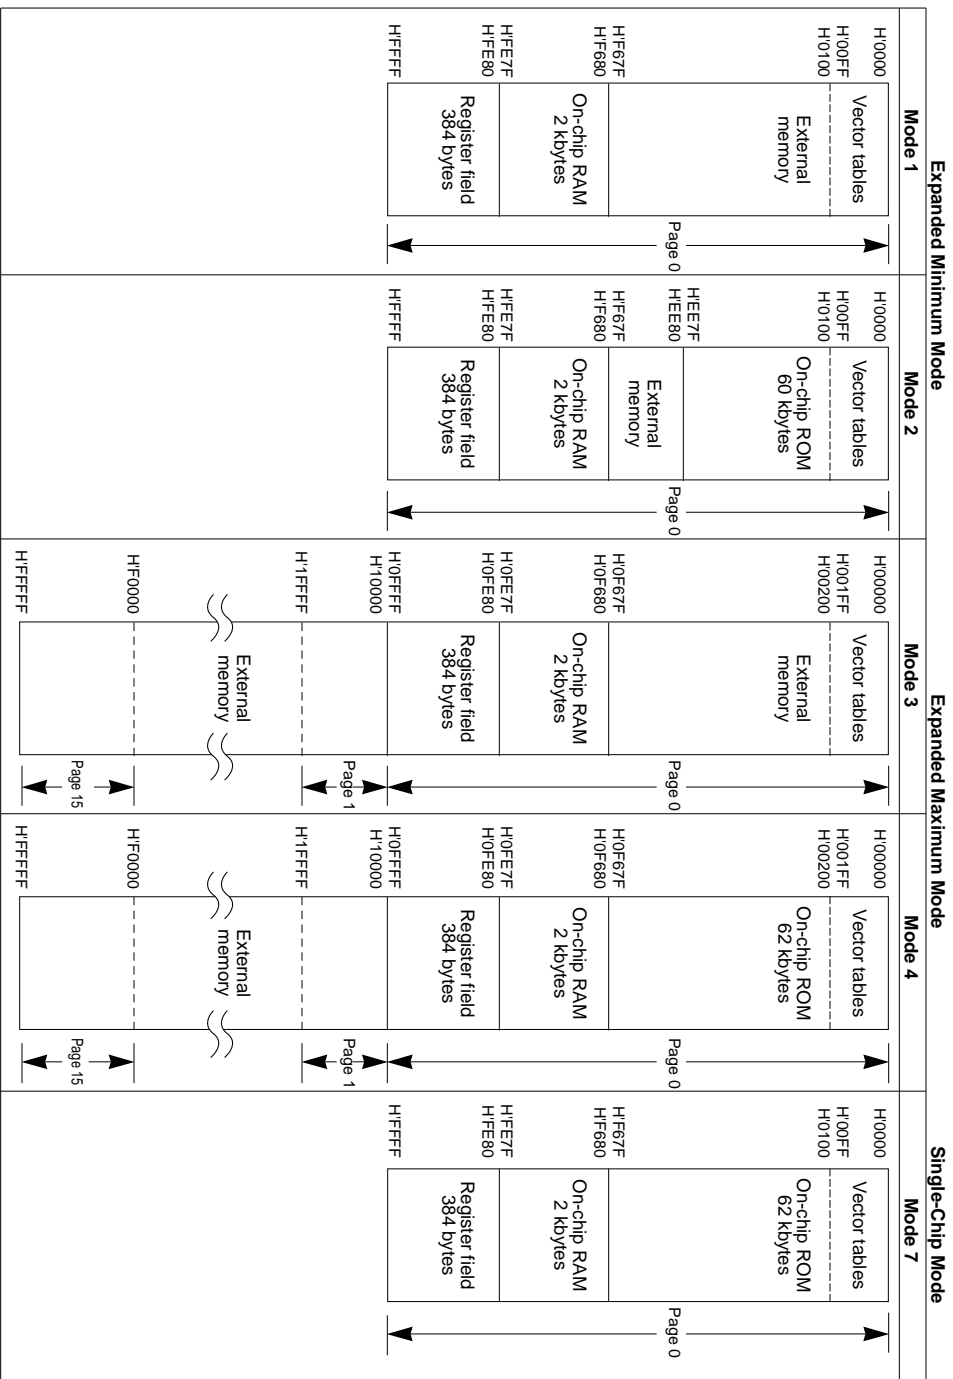 Expanded Minimum Mode
Expanded Maximum Mode
Single-Chip Mode
Mode 1
Mode 2
Mode 3
Mode 4
Mode 7
H'0000
H'00FF
H'0100
H'F67F
H'F680
H'FE7F
H'FE80
H'FFFF
Vector tables
External
memory
On-chip RAM
2 kbytes
Register field
384 bytes
Page 0
H'0000
H'00FF
H'0100
H'EE7F
H'EE80
H'F67F
H'F680
H'FE7F
H'FE80
H'FFFF
Vector tables
On-chip ROM
60 kbytes
External
memory
On-chip RAM
2 kbytes
Register field
384 bytes
Page 0
H'00000
H'001FF
H'00200
H'0F67F
H'0F680
H'0FE7F
H'0FE80
H'0FFFF
H'10000
H'1FFFF
H'F0000
H'FFFFF
Vector tables
External
memory
On-chip RAM
2 kbytes
Register field
384 bytes
External
memory
Page 0
Page 1
Page 15
H'00000
H'001FF
H'00200
H'0F67F
H'0F680
H'0FE7F
H'0FE80
H'0FFFF
H'10000
H'1FFFF
H'F0000
H'FFFFF
Vector tables
On-chip ROM
62 kbytes
On-chip RAM
2 kbytes
Register field
384 bytes
External
memory
Page 0
Page 1
Page 15
H'0000
H'00FF
H'0100
H'F67F
H'F680
H'FE7F
H'FE80
H'FFFF
Vector tables
On-chip ROM
62 kbytes
On-chip RAM
2 kbytes
Register field
384 bytes
Page 0